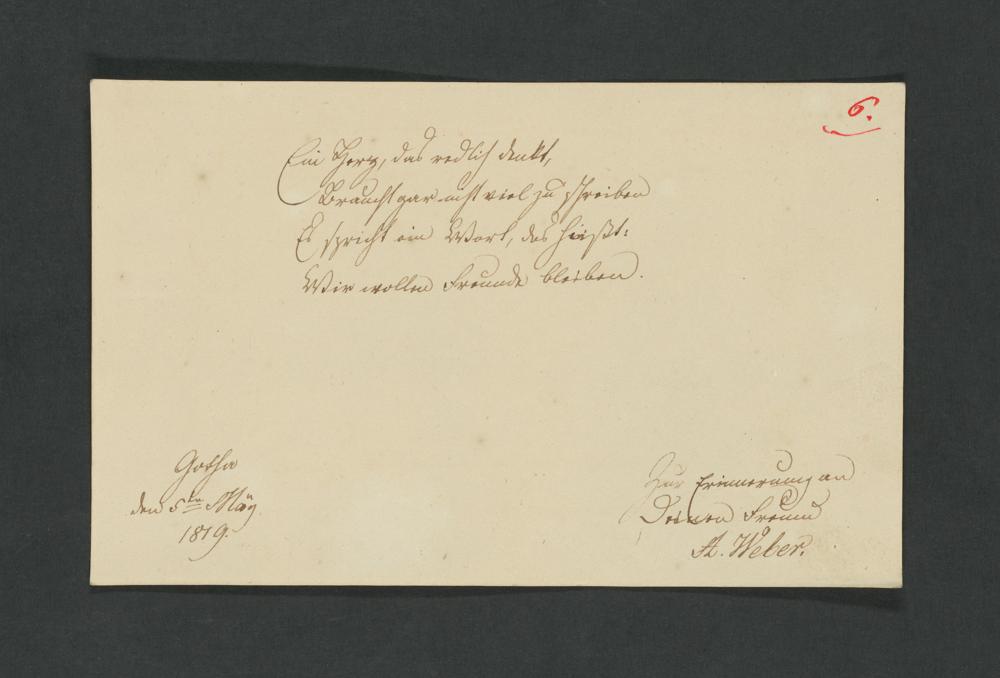 6.
Ein Herz, das redlich denkt,
Braucht gar nicht viel zu schreiben
Es spricht ein Wort, das heißt:
Wir wollen Freunde bleiben.
Gotha
den 5ten May
1819.
Zur Erinnerung an
Deinen Freund
A. Weber.